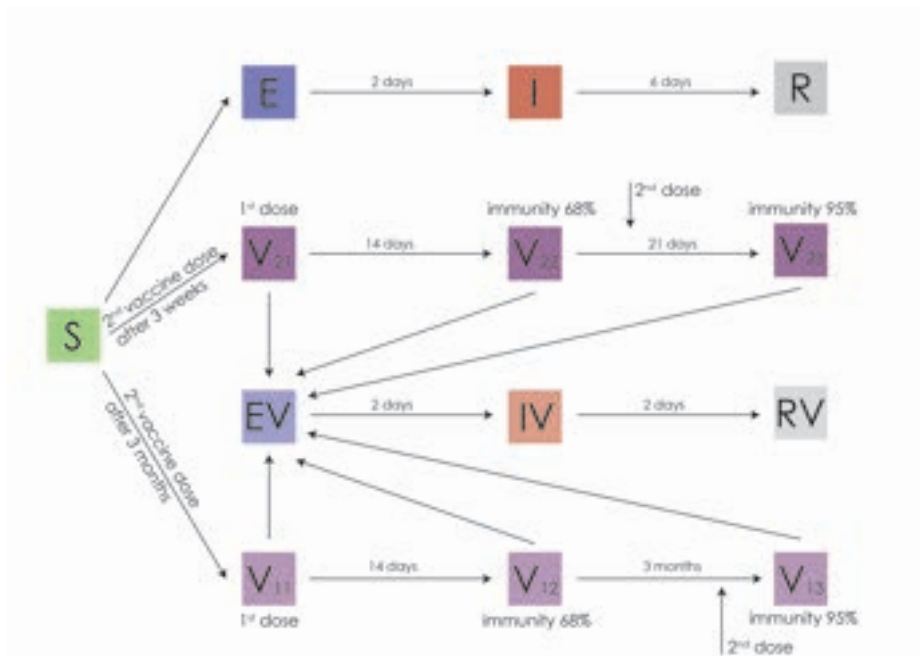 E
2 days
I
6 days
R
2nd dose
1st dose
immunity 68%
immunity 95%
V21
14 days
V22
21 days
V23
2nd vaccine dose
after 3 weeks
S
2nd vaccine dose
after 3 months
EV
2 days
IV
2 days
RV
V11
14 days
V12
3 months
V13
1st dose
immunity 68%
immunity 95%
2nd dose